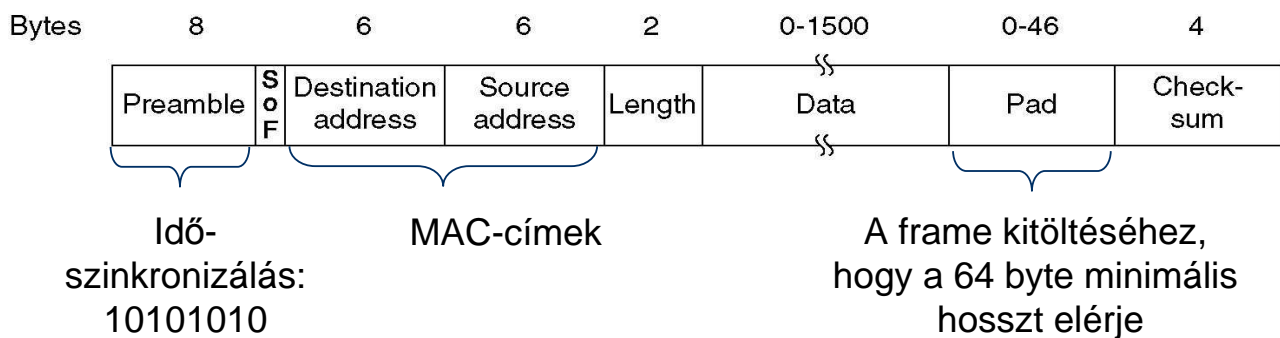 Bytes 8 6 6 2 0-1500 0-46 4
Preamble SoF Destination address Source address Length Data Pad Check-sum
Idő-
szinkronizálás:
10101010
MAC-címek
A frame kitöltéséhez,
hogy a 64 byte minimális
hosszt elérje